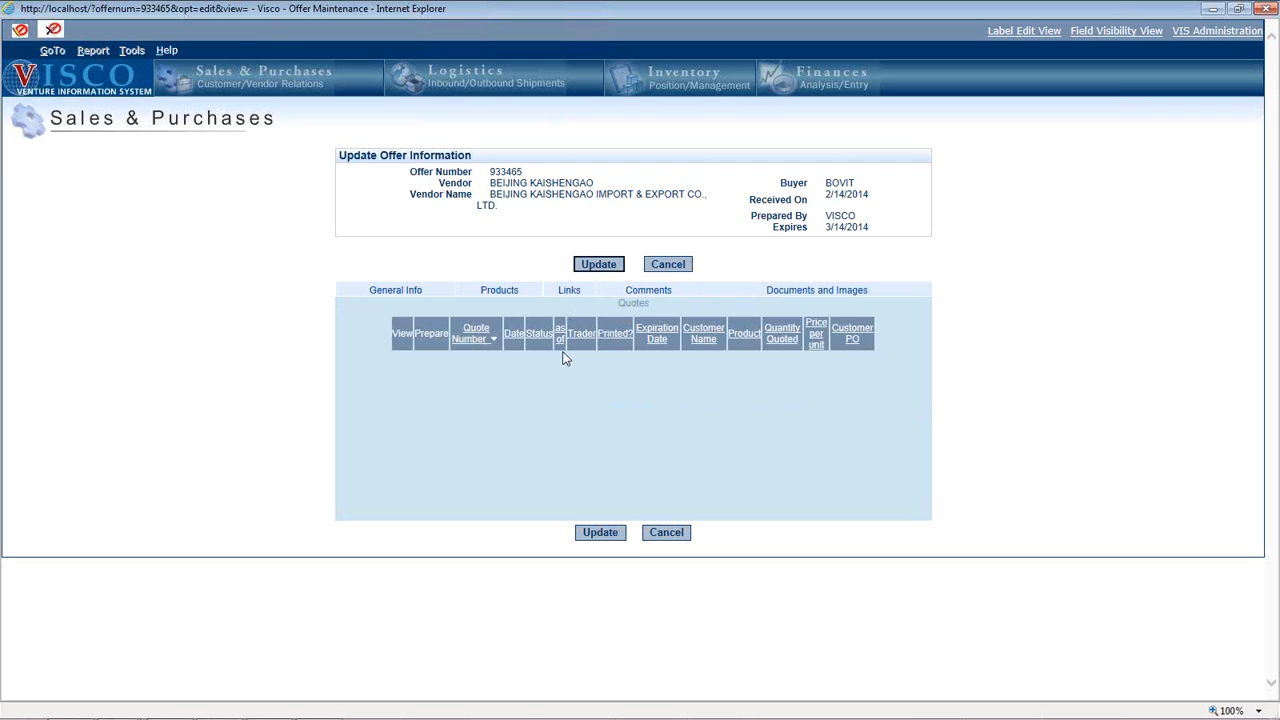 http://localhost/?offernum=933465&opt=edit&view= - Visco - Offer Maintenance - Internet Explorer
Label Edit View Field Visibility View VIS Administration
GoTo Report Tools Help
VISCO
VENTURE INFORMATION SYSTEM
Sales & Purchases
Customer/Vendor Relations
Logistics
Inbound/Outbound Shipments
Inventory
Position/Management
Finances
Analysis/Entry
Sales & Purchases
Update Offer Information
Offer Number 933465
Vendor BEIJING KAISHENGAO Buyer BOVIT
Vendor Name BEIJING KAISHENGAO IMPORT & EXPORT CO., LTD.
Received On 2/14/2014
Prepared By VISCO
Expires 3/14/2014
Update Cancel
General Info Products Links Comments Documents and Images
Quotes
View Prepare Quote Number Date Status as of Trader Printed? Expiration Date Customer Name Product Quantity Quoted Price per unit Customer PO
Update Cancel
100%